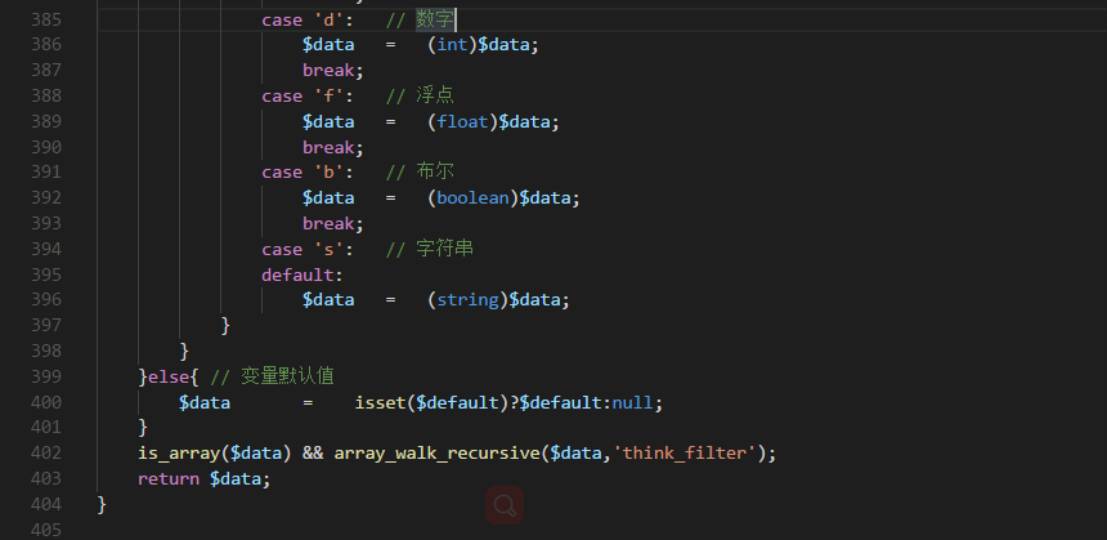 385 case 'd': // 数字
386 $data = (int)$data;
387 break;
388 case 'f': // 浮点
389 $data = (float)$data;
390 break;
391 case 'b': // 布尔
392 $data = (boolean)$data;
393 break;
394 case 's': // 字符串
395 default:
396 $data = (string)$data;
397 }
398 }
399 }else{ // 变量默认值
400 $data = isset($default)?$default:null;
401 }
402 is_array($data) && array_walk_recursive($data,'think_filter');
403 return $data;
404 }
405